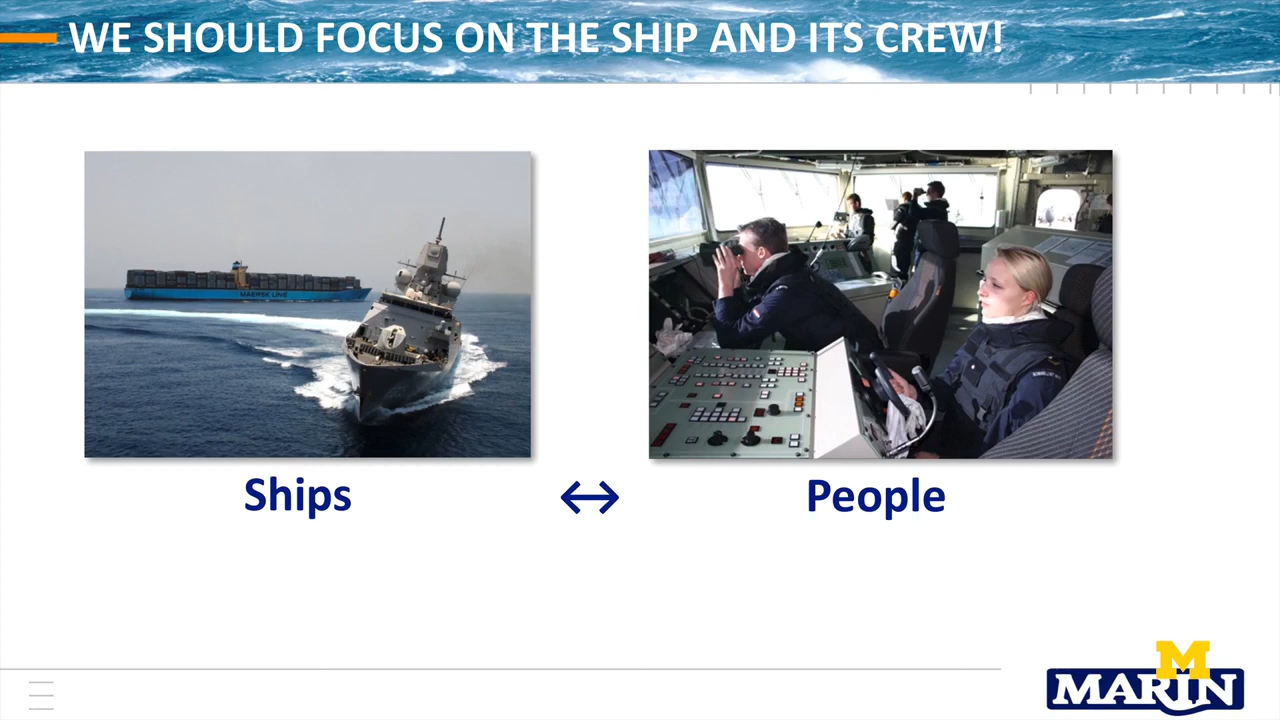 WE SHOULD FOCUS ON THE SHIP AND ITS CREW!
MAERSK LINE
Ships
↔
People
M
MARIN